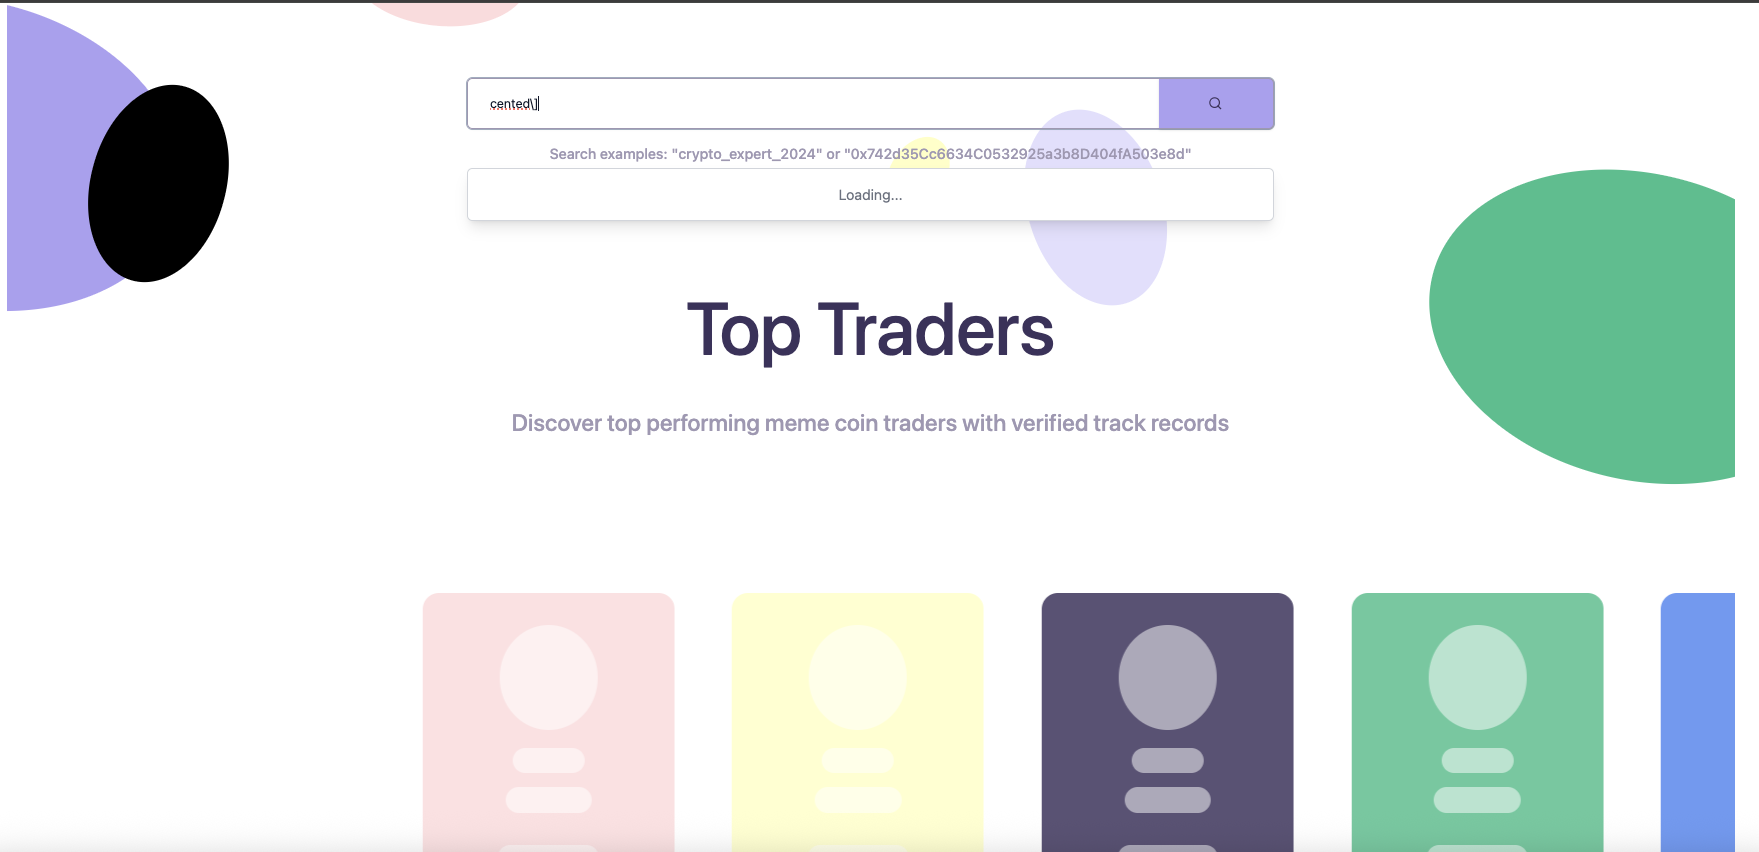 cented\]
Search examples: "crypto_expert_2024" or "0x742d35Cc6634C0532925a3b8D404fA503e8d"
Loading...
Top Traders
Discover top performing meme coin traders with verified track records